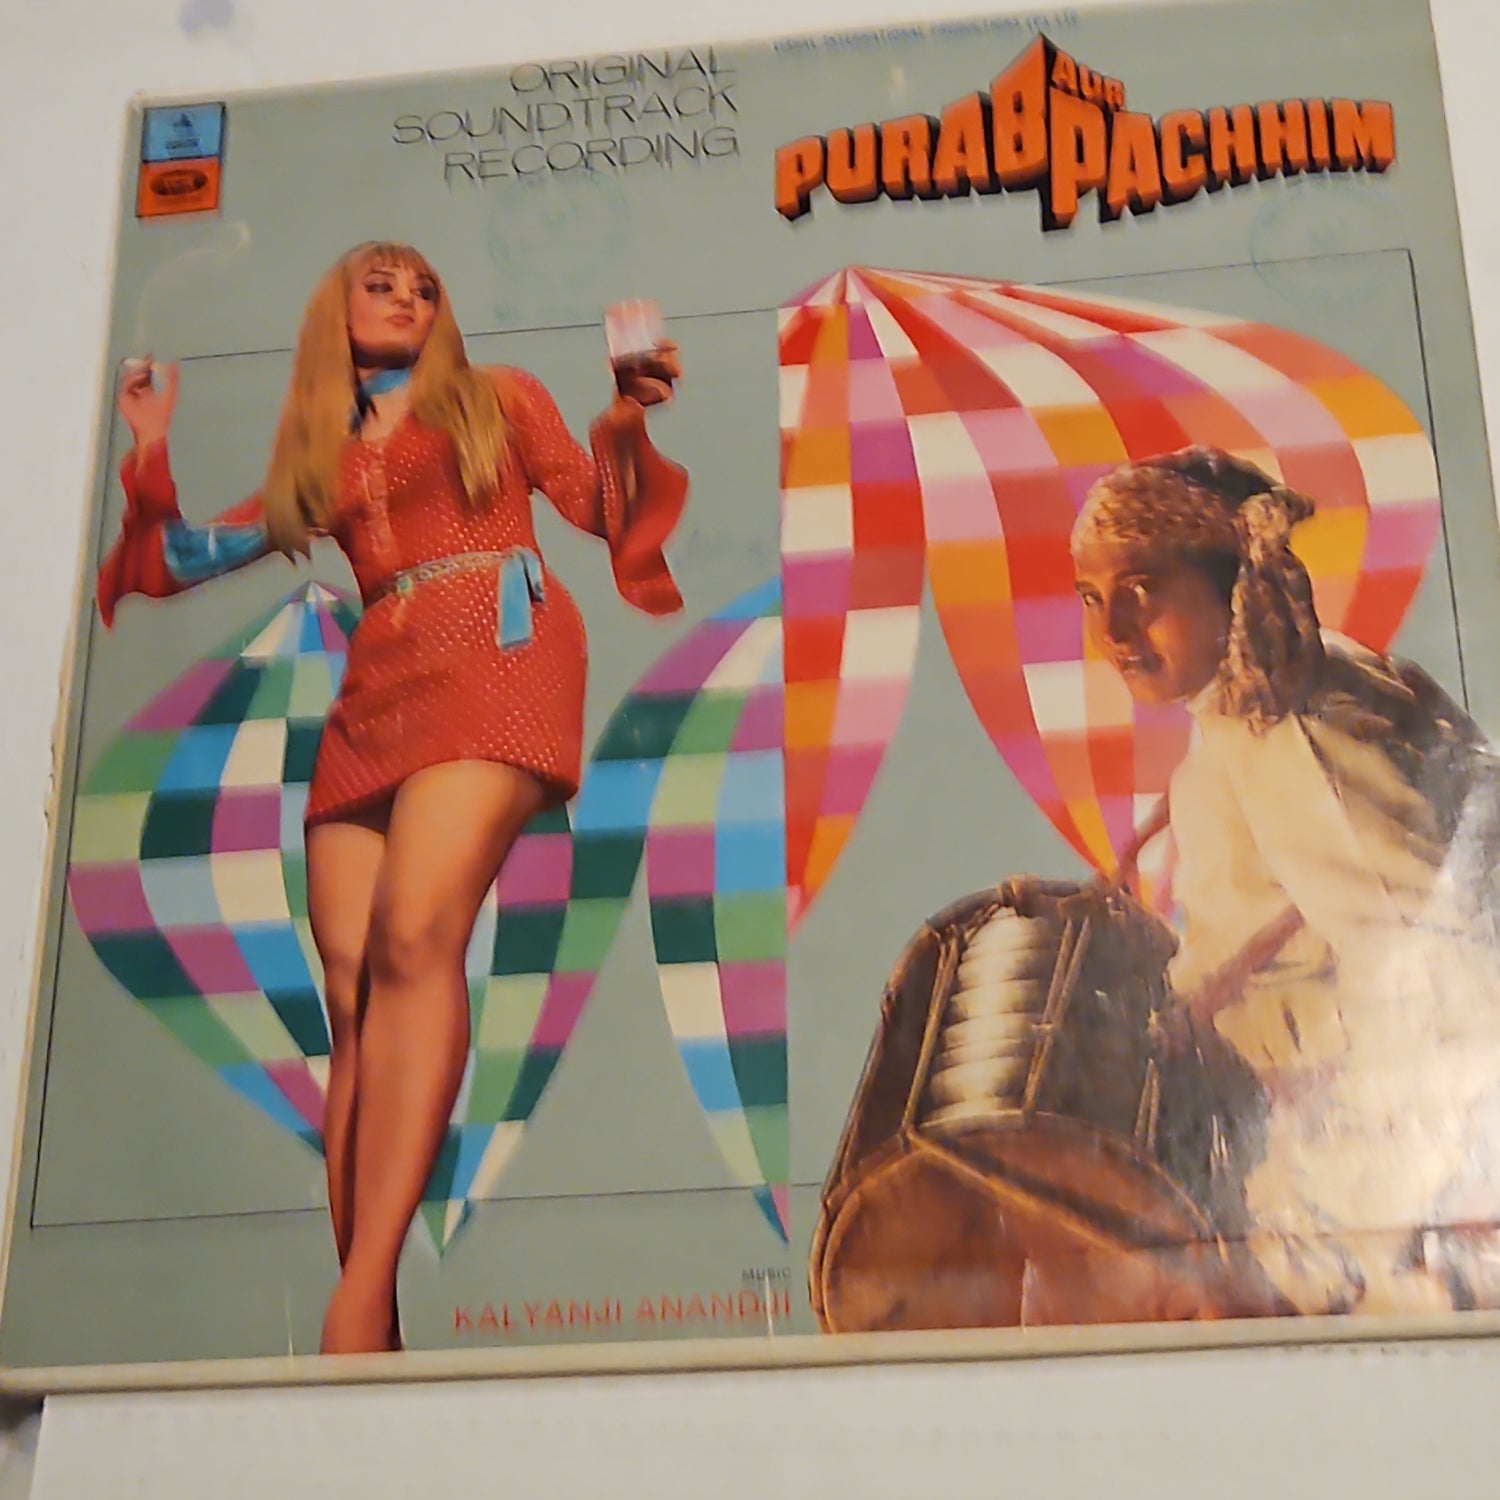 ORIGINAL
SOUNDTRACK
RECORDING
PURAB AUR PACHHIM
MUSIC
KALYANJI ANANDJI